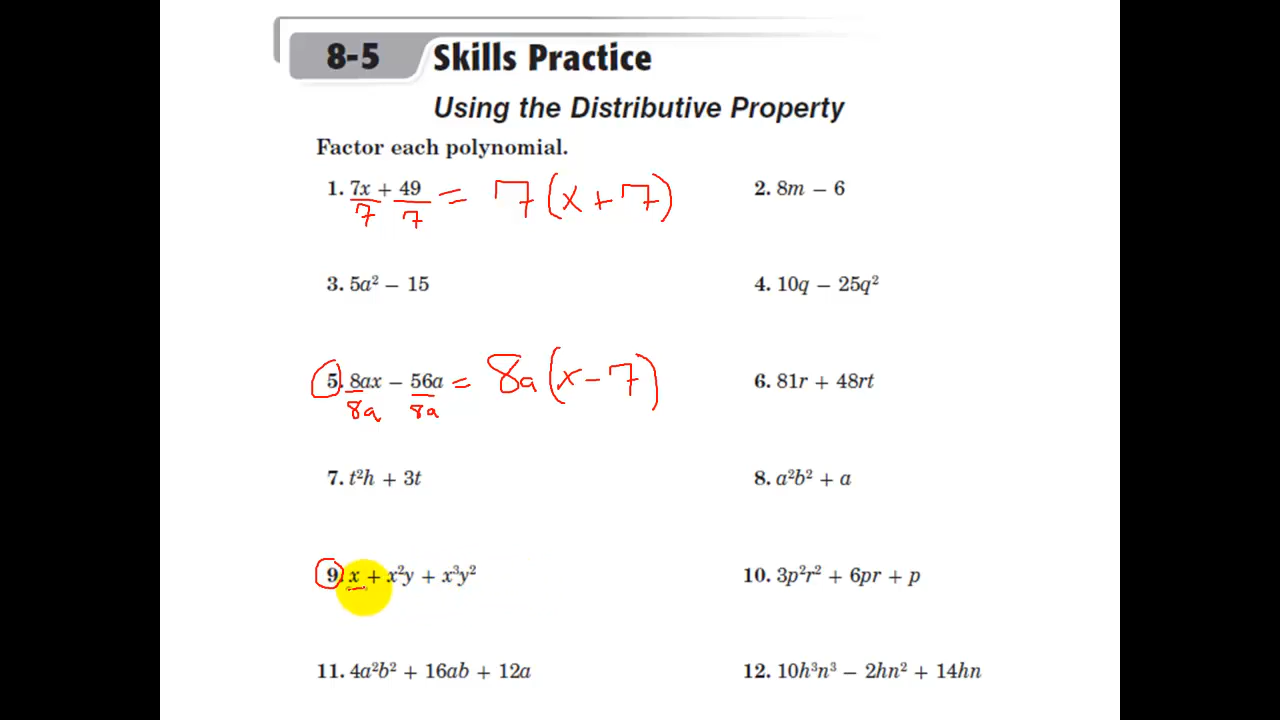 8-5 Skills Practice
Using the Distributive Property
Factor each polynomial.
1. 7x + 49 = 7(x + 7)
7 7
2. 8m − 6
3. 5a² − 15
4. 10q − 25q²
5. 8ax − 56a = 8a(x − 7)
8a 8a
6. 81r + 48rt
7. t²h + 3t
8. a²b² + a
9. x + x²y + x³y²
10. 3p²r² + 6pr + p
11. 4a²b² + 16ab + 12a
12. 10h³n³ − 2hn² + 14hn